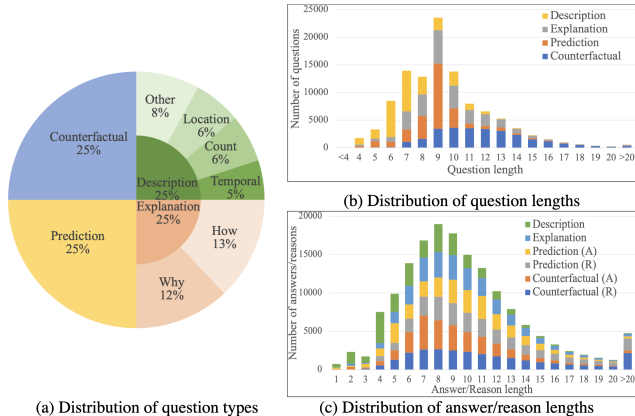 Counterfactual
25%
Other
8%
Location
6%
Count
6%
Temporal
5%
Description
25%
Explanation
25%
Prediction
25%
How
13%
Why
12%
(a) Distribution of question types
25000
20000
15000
10000
5000
0
Number of questions
Description
Explanation
Prediction
Counterfactual
<4 4 5 6 7 8 9 10 11 12 13 14 15 16 17 18 19 20 >20
Question length
(b) Distribution of question lengths
20000
15000
10000
5000
0
Number of answers/reasons
Description
Explanation
Prediction (A)
Prediction (R)
Counterfactual (A)
Counterfactual (R)
1 2 3 4 5 6 7 8 9 10 11 12 13 14 15 16 17 18 19 20 >20
Answer/Reason length
(c) Distribution of answer/reason lengths